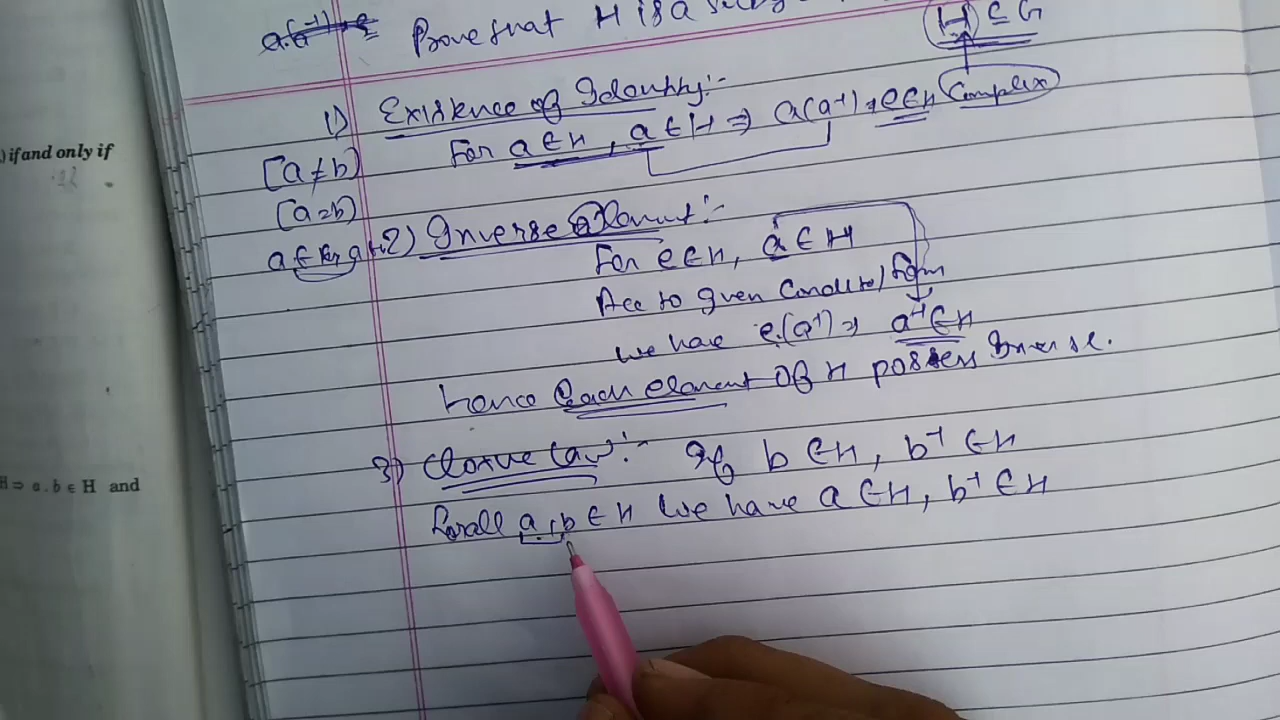 Prove that H is a
H ⊆ G
1) Existence of Identity:-
For a∈H, a∈H ⇒ a(a⁻¹) ⇒ e∈H Complex
[a≠b)
[a=b)
2) Inverse element:-
For e∈H, a∈H
Acc to given Condition/form
we have e.(a⁻¹) ⇒ a⁻¹∈H
hence Each element of H possess Inverse.
3) Closure law:- If b∈H, b⁻¹∈H
For all a, b∈H We have a∈H, b⁻¹∈H
) if and only if
H ⇒ a . b ∈ H and